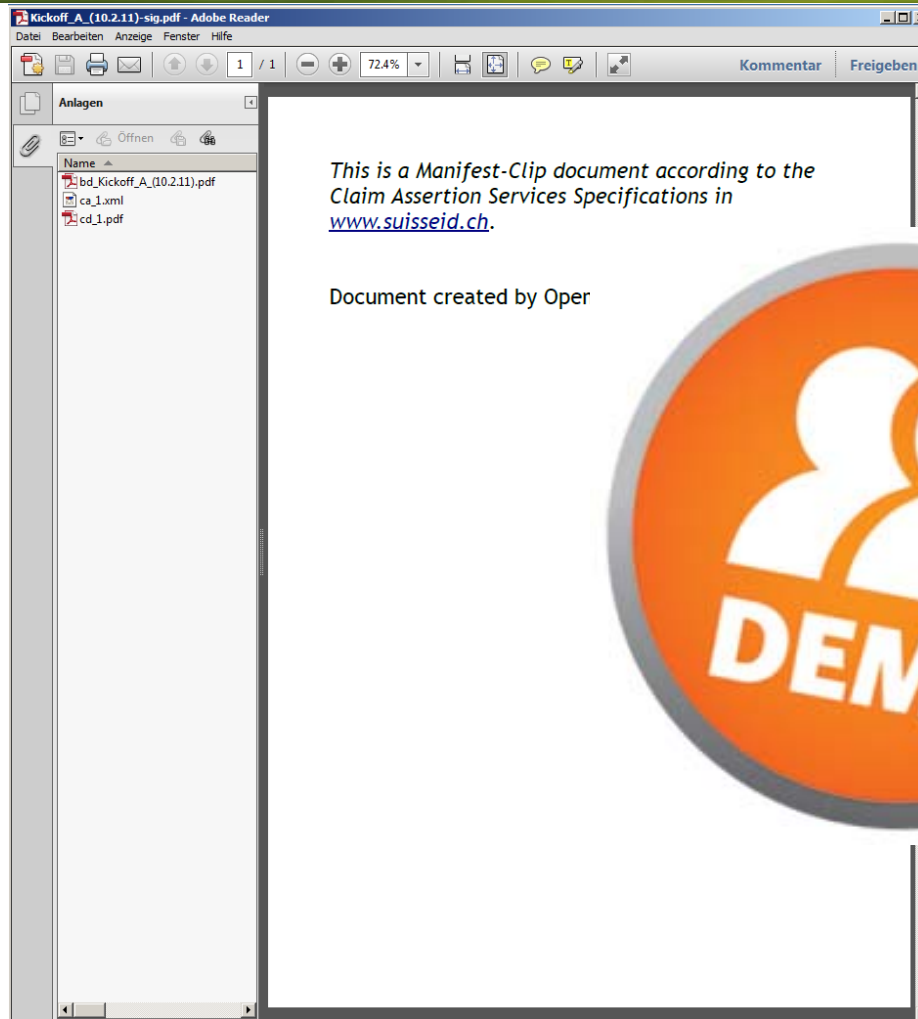 Kickoff_A_(10.2.11)-sig.pdf - Adobe Reader
Datei Bearbeiten Anzeige Fenster Hilfe
1 / 1 72.4% Kommentar Freigeben
Anlagen
Öffnen
Name
bd_Kickoff_A_(10.2.11).pdf
ca_1.xml
cd_1.pdf
This is a Manifest-Clip document according to the
Claim Assertion Services Specifications in
www.suisseid.ch.
Document created by Oper
DEM